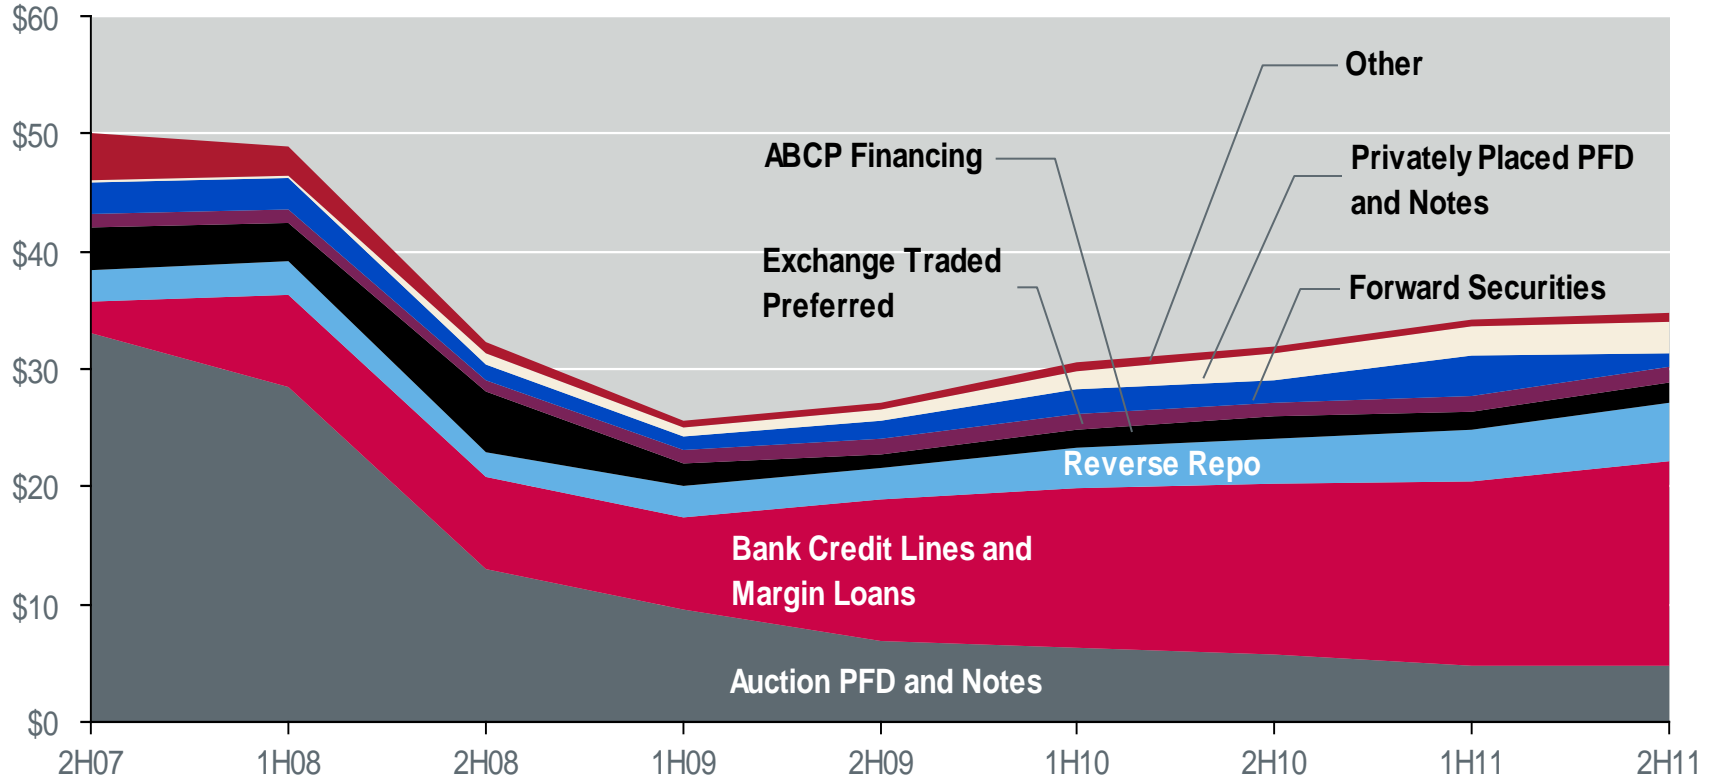 $60
$50
$40
$30
$20
$10
$0
Other
ABCP Financing
Privately Placed PFD
and Notes
Exchange Traded
Preferred
Forward Securities
Reverse Repo
Bank Credit Lines and
Margin Loans
Auction PFD and Notes
2H07
1H08
2H08
1H09
2H09
1H10
2H10
1H11
2H11